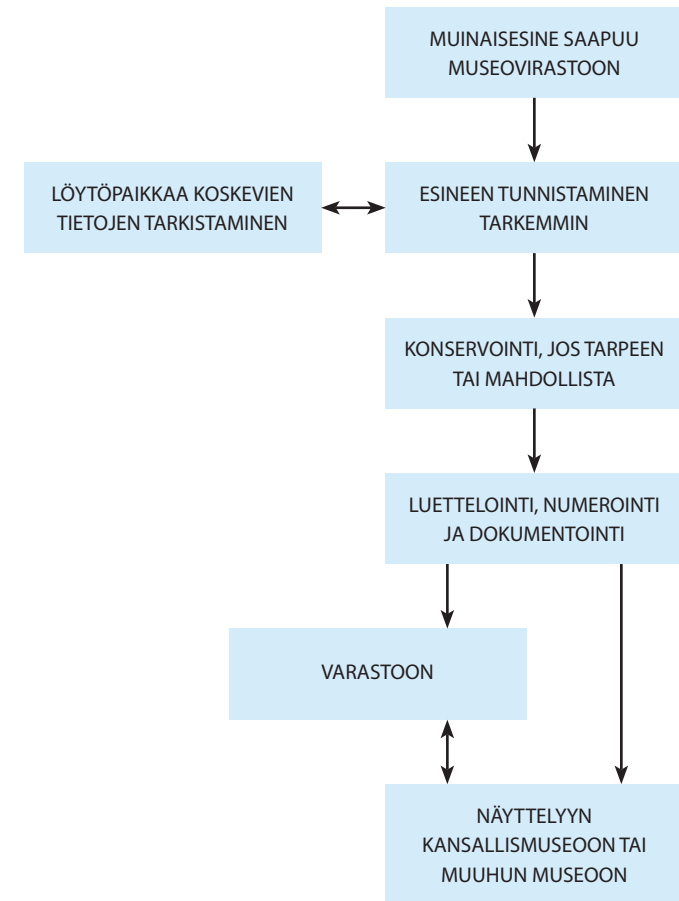 MUINAISESINE SAAPUU
MUSEOVIRASTOON
LÖYTÖPAIKKAA KOSKEVIEN
TIETOJEN TARKISTAMINEN
ESINEEN TUNNISTAMINEN
TARKEMMIN
KONSERVOINTI, JOS TARPEEN
TAI MAHDOLLISTA
LUETTELOINTI, NUMEROINTI
JA DOKUMENTOINTI
VARASTOON
NÄYTTELYYN
KANSALLISMUSEOON TAI
MUUHUN MUSEOON